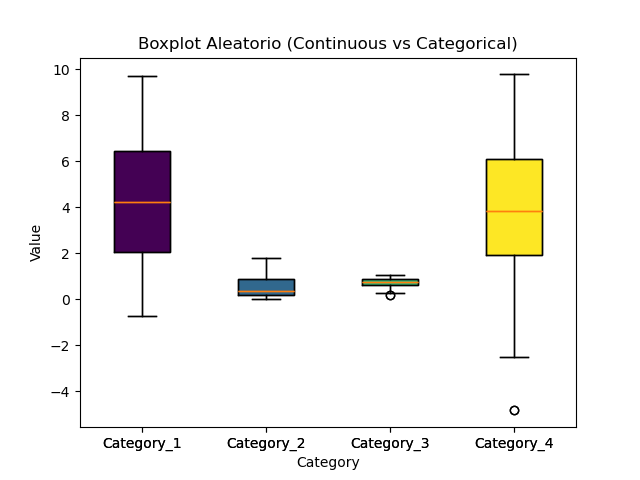 Boxplot Aleatorio (Continuous vs Categorical)
10
8
6
4
2
0
−2
−4
Value
Category_1 Category_2 Category_3 Category_4
Category